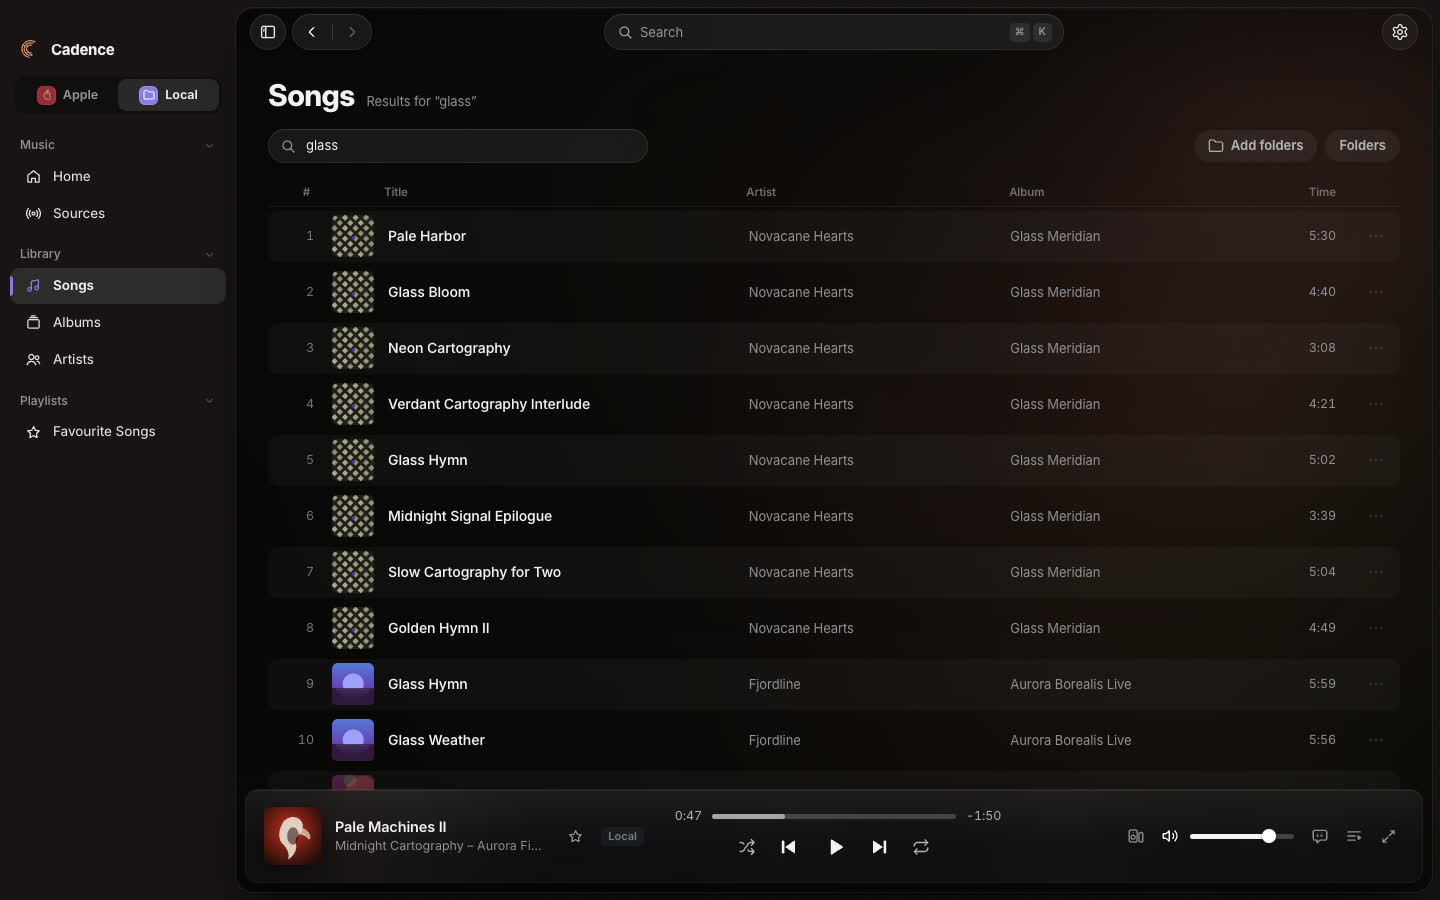 Cadence
Apple
Local
Music
Home
Sources
Library
Songs
Albums
Artists
Playlists
Favourite Songs
Search
⌘ K
Songs Results for “glass”
glass
Add folders
Folders
# Title Artist Album Time
1 Pale Harbor Novacane Hearts Glass Meridian 5:30
2 Glass Bloom Novacane Hearts Glass Meridian 4:40
3 Neon Cartography Novacane Hearts Glass Meridian 3:08
4 Verdant Cartography Interlude Novacane Hearts Glass Meridian 4:21
5 Glass Hymn Novacane Hearts Glass Meridian 5:02
6 Midnight Signal Epilogue Novacane Hearts Glass Meridian 3:39
7 Slow Cartography for Two Novacane Hearts Glass Meridian 5:04
8 Golden Hymn II Novacane Hearts Glass Meridian 4:49
9 Glass Hymn Fjordline Aurora Borealis Live 5:59
10 Glass Weather Fjordline Aurora Borealis Live 5:56
Pale Machines II
Midnight Cartography – Aurora Fi...
Local
0:47 -1:50